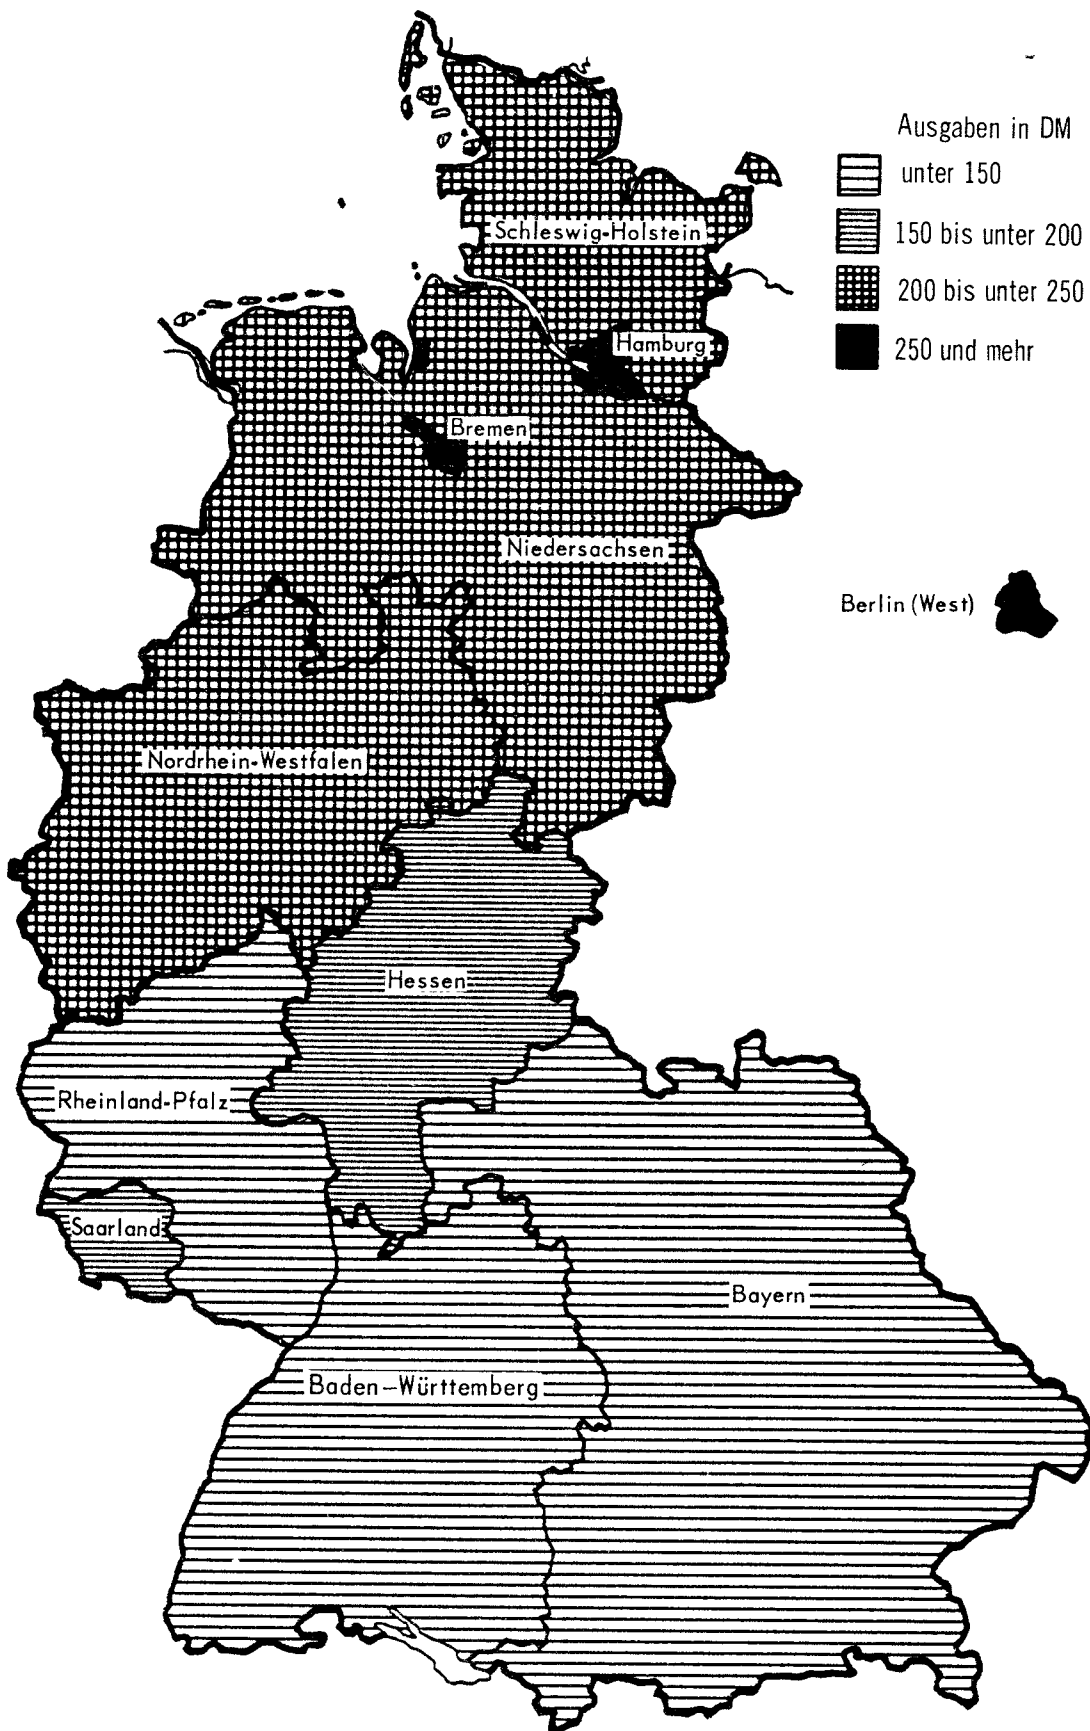 Ausgaben in DM
unter 150
150 bis unter 200
200 bis unter 250
250 und mehr
Schleswig-Holstein
Hamburg
Bremen
Niedersachsen
Berlin (West)
Nordrhein-Westfalen
Hessen
Rheinland-Pfalz
Saarland
Bayern
Baden-Württemberg